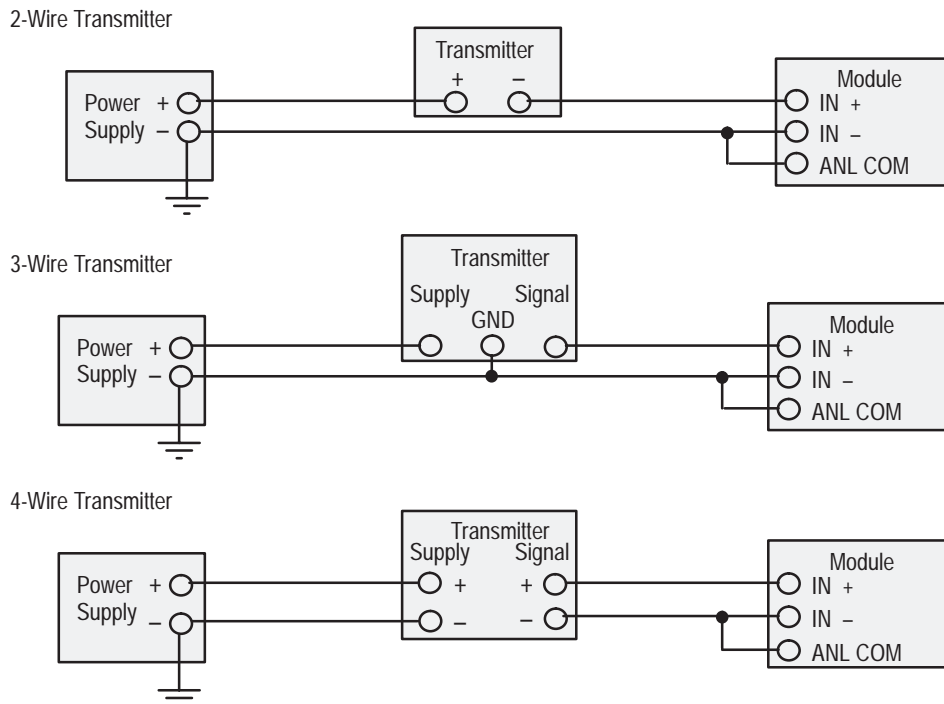 2-Wire Transmitter
Transmitter
+ –
Power + 
Supply –
Module
IN +
IN –
ANL COM
3-Wire Transmitter
Transmitter
Supply Signal
GND
Power +
Supply –
Module
IN +
IN –
ANL COM
4-Wire Transmitter
Transmitter
Supply Signal
+ +
– –
Power +
Supply –
Module
IN +
IN –
ANL COM